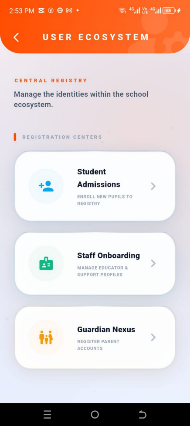 2:53 PM
USER ECOSYSTEM
CENTRAL REGISTRY
Manage the identities within the school
ecosystem.
REGISTRATION CENTERS
Student
Admissions
ENROLL NEW PUPILS TO
REGISTRY
Staff Onboarding
MANAGE EDUCATOR &
SUPPORT PROFILES
Guardian Nexus
REGISTER PARENT
ACCOUNTS